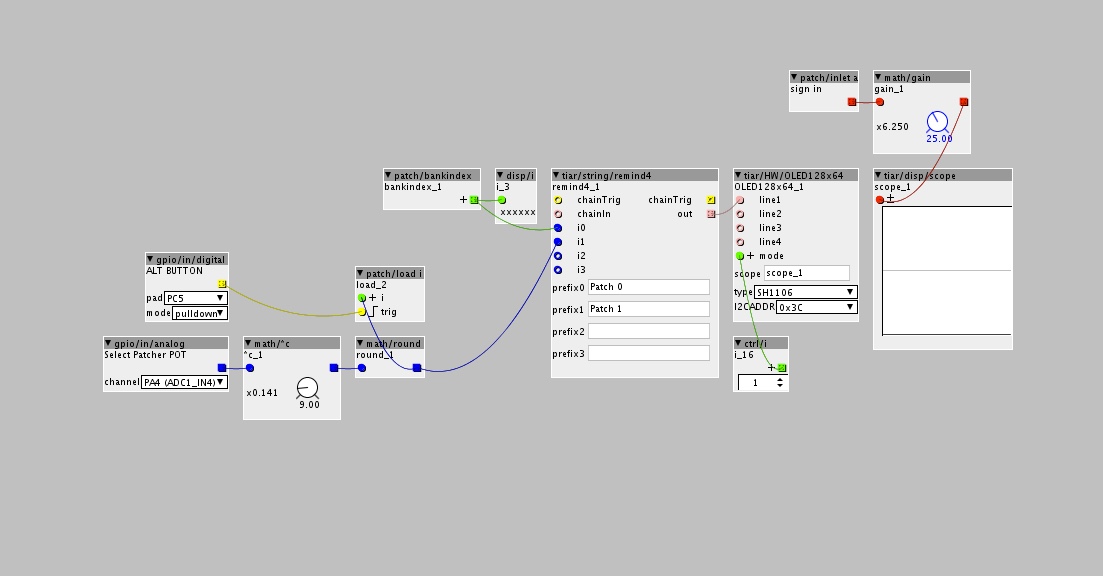 patch/inlet a
sign in
math/gain
gain_1
x6.250
25.00
patch/bankindex
bankindex_1
disp/i
i_3
xxxxxx
tiar/string/remind4
remind4_1
chainTrig chainTrig
chainIn out
i0
i1
i2
i3
prefix0 Patch 0
prefix1 Patch 1
prefix2
prefix3
tiar/HW/OLED128x64
OLED128x64_1
line1
line2
line3
line4
mode
scope scope_1
type SH1106
I2CADDR 0x3C
tiar/disp/scope
scope_1
gpio/in/digital
ALT BUTTON
pad PC5
mode pulldown
patch/load i
load_2
i
trig
gpio/in/analog
Select Patcher POT
channel PA4 (ADC1_IN4)
math/*c
*c_1
x0.141
9.00
math/round
round_1
ctrl/i
i_16
1